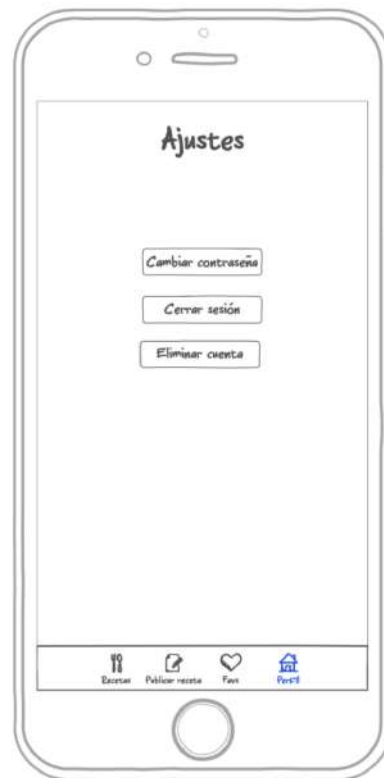 Ajustes
Cambiar contraseña
Cerrar sesión
Eliminar cuenta
Recetas Publicar receta Favs Perfil